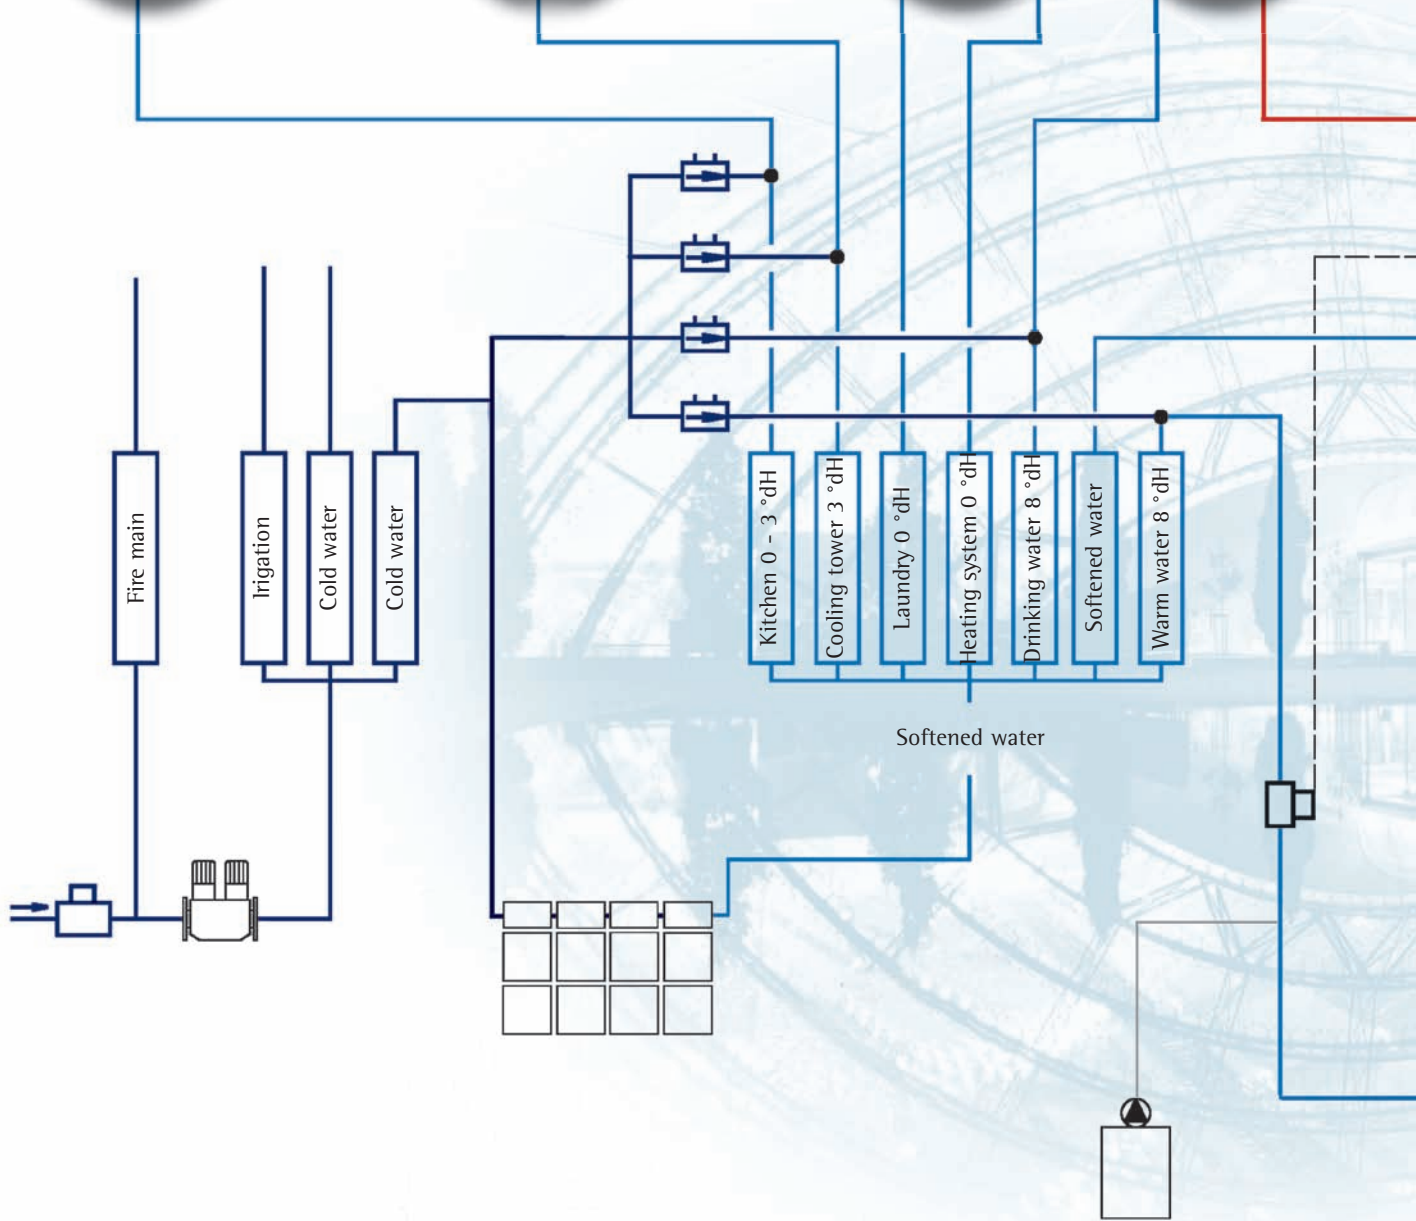 Fire main
Irrigation
Cold water
Cold water
Kitchen 0 - 3 °dH
Cooling tower 3 °dH
Laundry 0 °dH
Heating system 0 °dH
Drinking water 8 °dH
Softened water
Warm water 8 °dH
Softened water